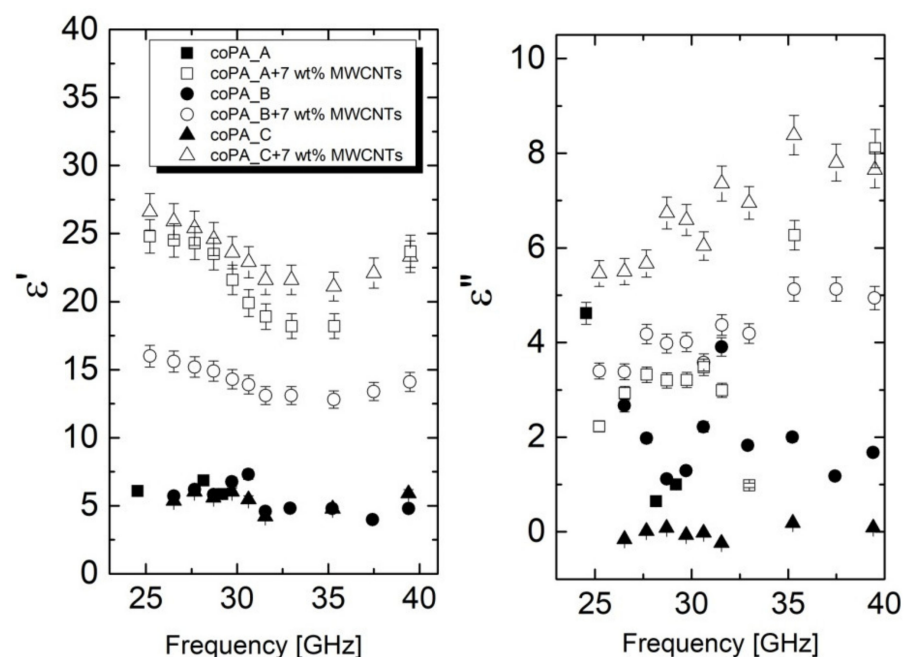 40
35
30
25
20
15
10
5
0
ε'
coPA_A
coPA_A+7 wt% MWCNTs
coPA_B
coPA_B+7 wt% MWCNTs
coPA_C
coPA_C+7 wt% MWCNTs
25 30 35 40
Frequency [GHz]
10
8
6
4
2
0
ε"
25 30 35 40
Frequency [GHz]